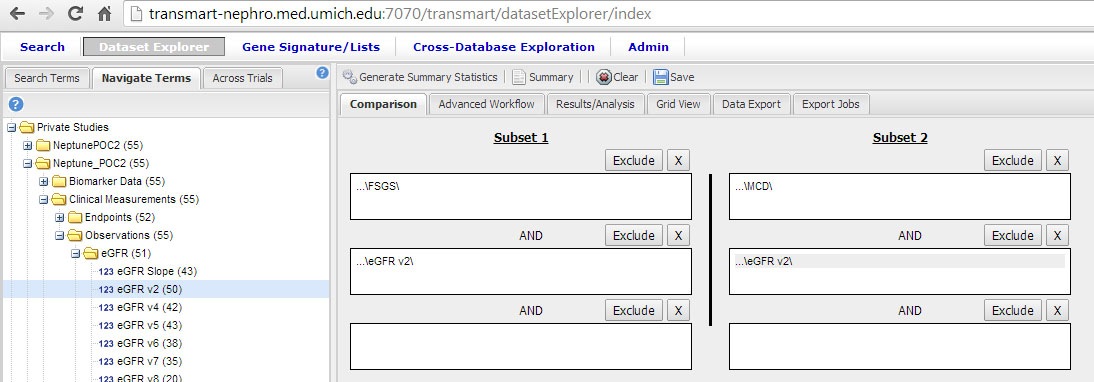 transmart-nephro.med.umich.edu:7070/transmart/datasetExplorer/index
Search Dataset Explorer Gene Signature/Lists Cross-Database Exploration Admin
Search Terms Navigate Terms Across Trials ?
?
Private Studies
NeptunePOC2 (55)
Neptune_POC2 (55)
Biomarker Data (55)
Clinical Measurements (55)
Endpoints (52)
Observations (55)
eGFR (51)
123 eGFR Slope (43)
123 eGFR v2 (50)
123 eGFR v4 (42)
123 eGFR v5 (43)
123 eGFR v6 (38)
123 eGFR v7 (35)
123 eGFR v8 (20)
Generate Summary Statistics Summary Clear Save
Comparison Advanced Workflow Results/Analysis Grid View Data Export Export Jobs
Subset 1 Subset 2
Exclude X Exclude X
...\FSGS\ ...\MCD\
AND Exclude X AND Exclude X
...\eGFR v2\ ...\eGFR v2\
AND Exclude X AND Exclude X